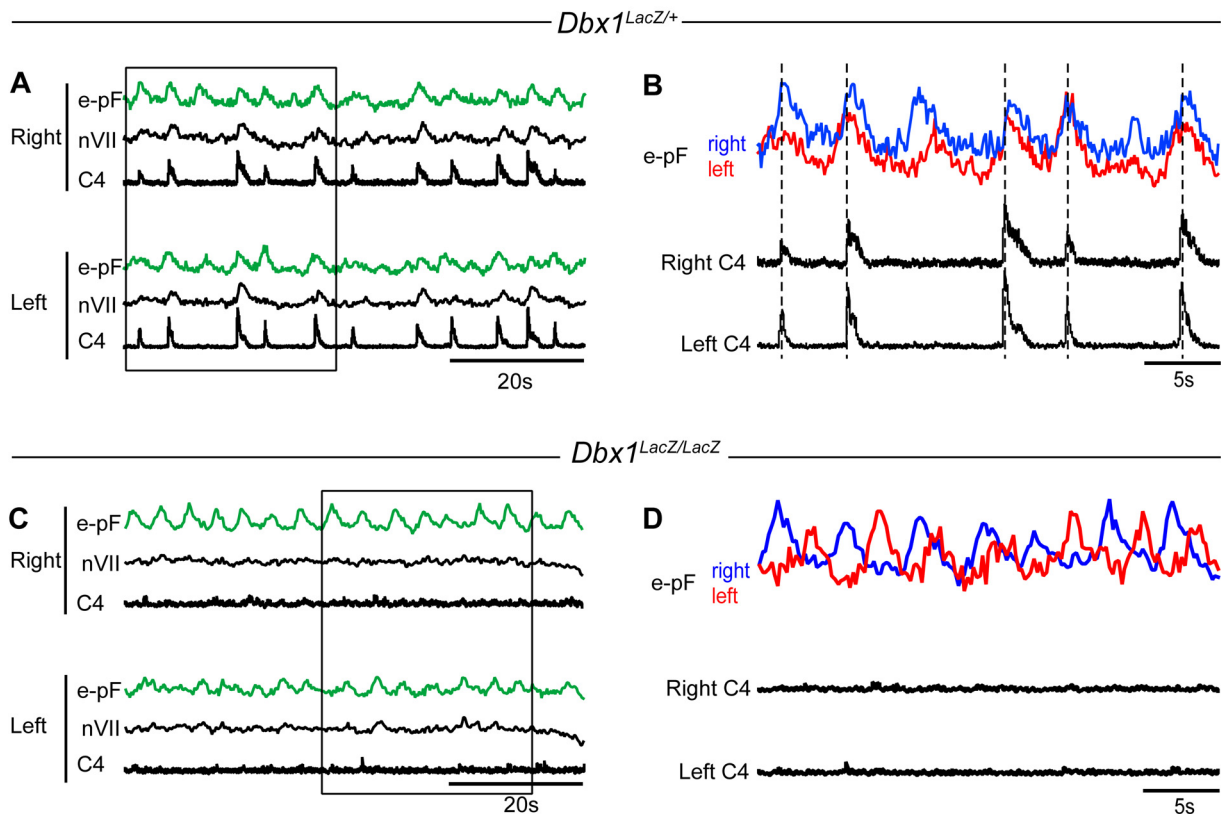 Dbx1LacZ/+
A
Right
e-pF
nVII
C4
Left
e-pF
nVII
C4
20s
B
e-pF
right
left
Right C4
Left C4
5s
Dbx1LacZ/LacZ
C
Right
e-pF
nVII
C4
Left
e-pF
nVII
C4
20s
D
e-pF
right
left
Right C4
Left C4
5s